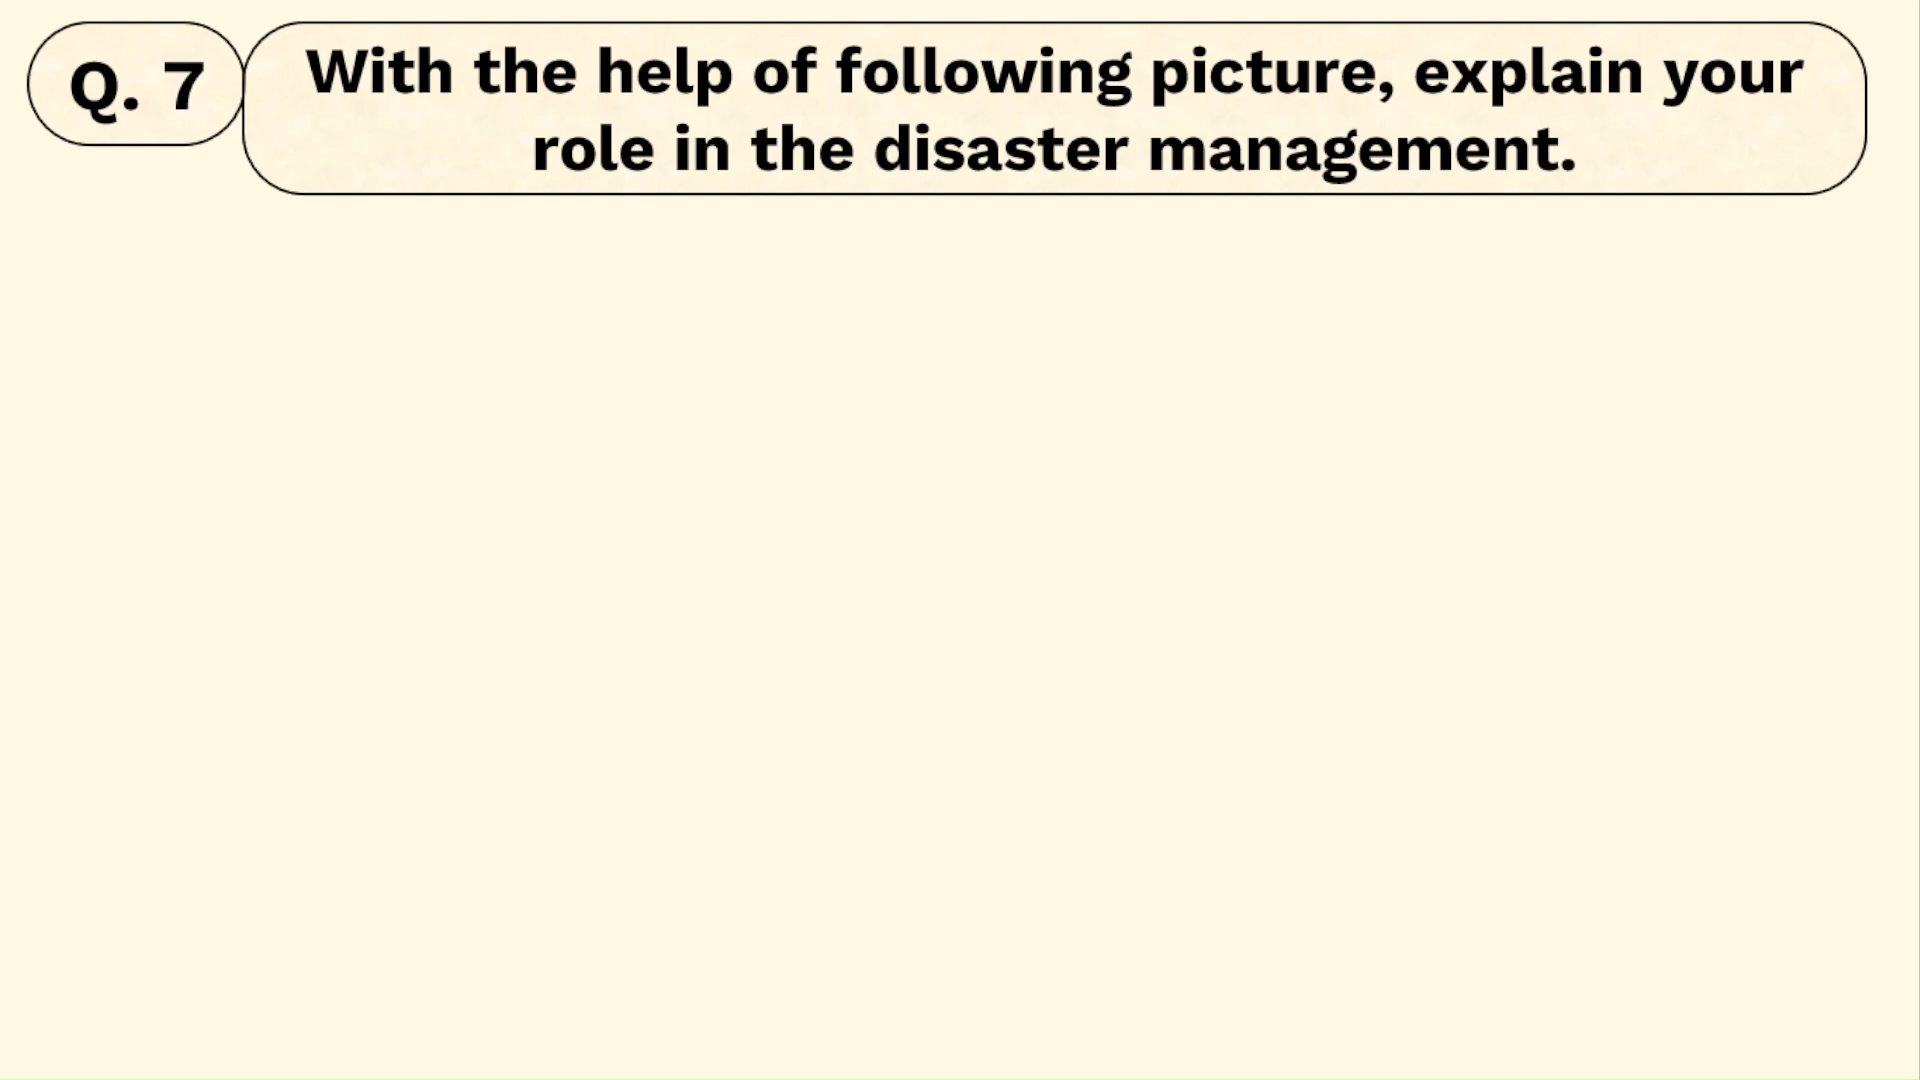 Q. 7
With the help of following picture, explain your
role in the disaster management.